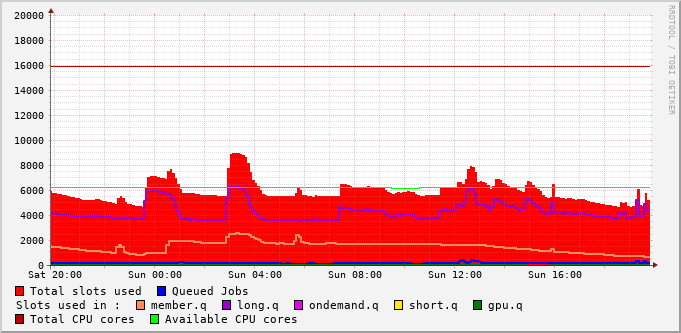 20000
18000
16000
14000
12000
10000
8000
6000
4000
2000
0
Sat 20:00 Sun 00:00 Sun 04:00 Sun 08:00 Sun 12:00 Sun 16:00
Total slots used Queued Jobs
Slots used in : member.q long.q ondemand.q short.q gpu.q
Total CPU cores Available CPU cores
RRDTOOL / TOBI OETIKER